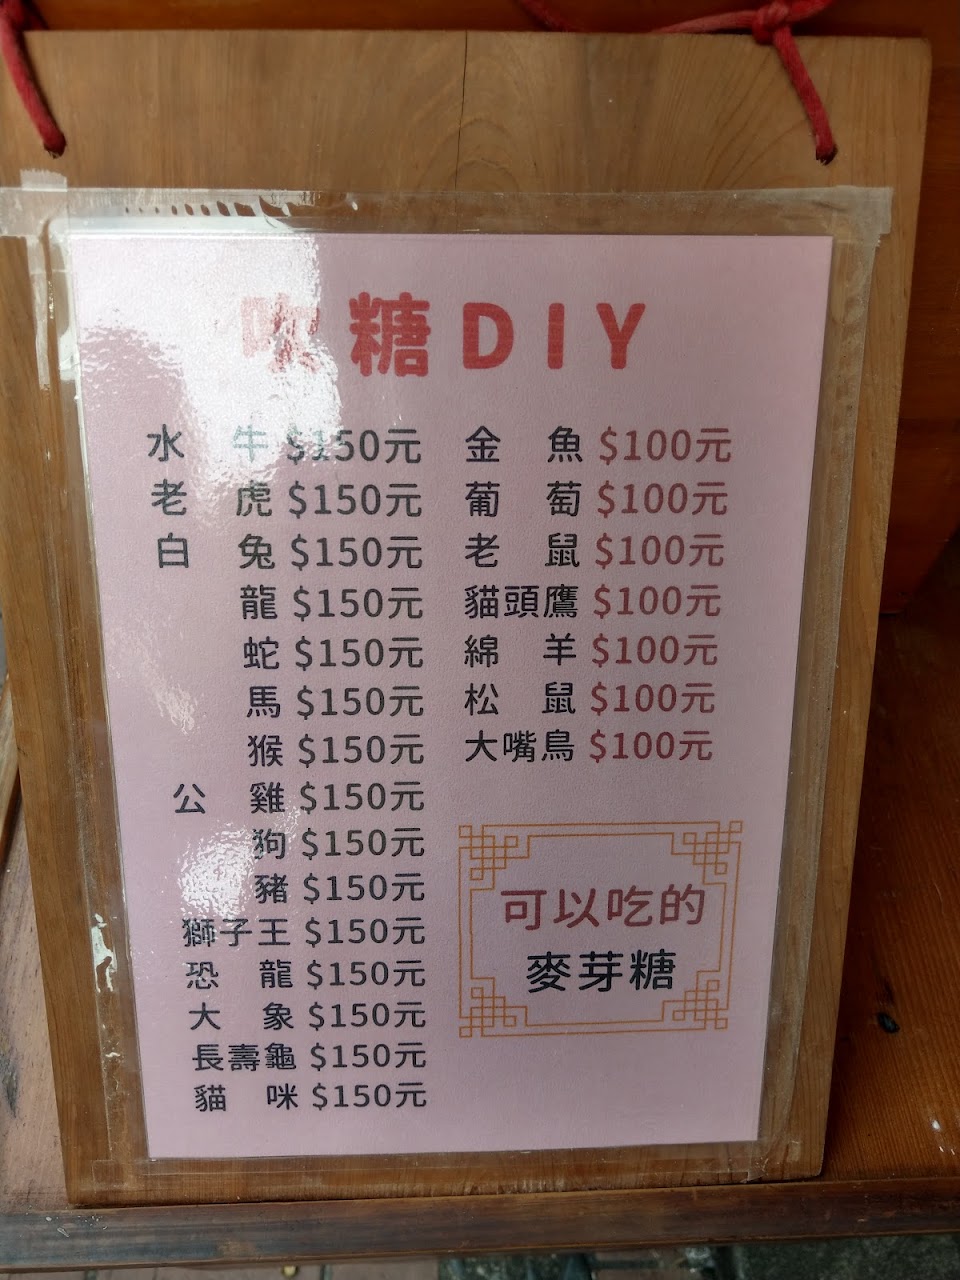 吹糖DIY
水牛 $150元
老虎 $150元
白兔 $150元
龍 $150元
蛇 $150元
馬 $150元
猴 $150元
公雞 $150元
狗 $150元
豬 $150元
獅子王 $150元
恐龍 $150元
大象 $150元
長壽龜 $150元
貓咪 $150元
金魚 $100元
葡萄 $100元
老鼠 $100元
貓頭鷹 $100元
綿羊 $100元
松鼠 $100元
大嘴鳥 $100元
可以吃的
麥芽糖